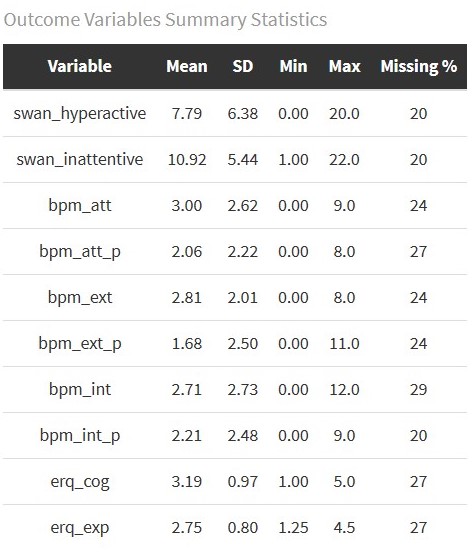 Outcome Variables Summary Statistics
Variable Mean SD Min Max Missing %
swan_hyperactive 7.79 6.38 0.00 20.0 20
swan_inattentive 10.92 5.44 1.00 22.0 20
bpm_att 3.00 2.62 0.00 9.0 24
bpm_att_p 2.06 2.22 0.00 8.0 27
bpm_ext 2.81 2.01 0.00 8.0 24
bpm_ext_p 1.68 2.50 0.00 11.0 24
bpm_int 2.71 2.73 0.00 12.0 29
bpm_int_p 2.21 2.48 0.00 9.0 20
erq_cog 3.19 0.97 1.00 5.0 27
erq_exp 2.75 0.80 1.25 4.5 27